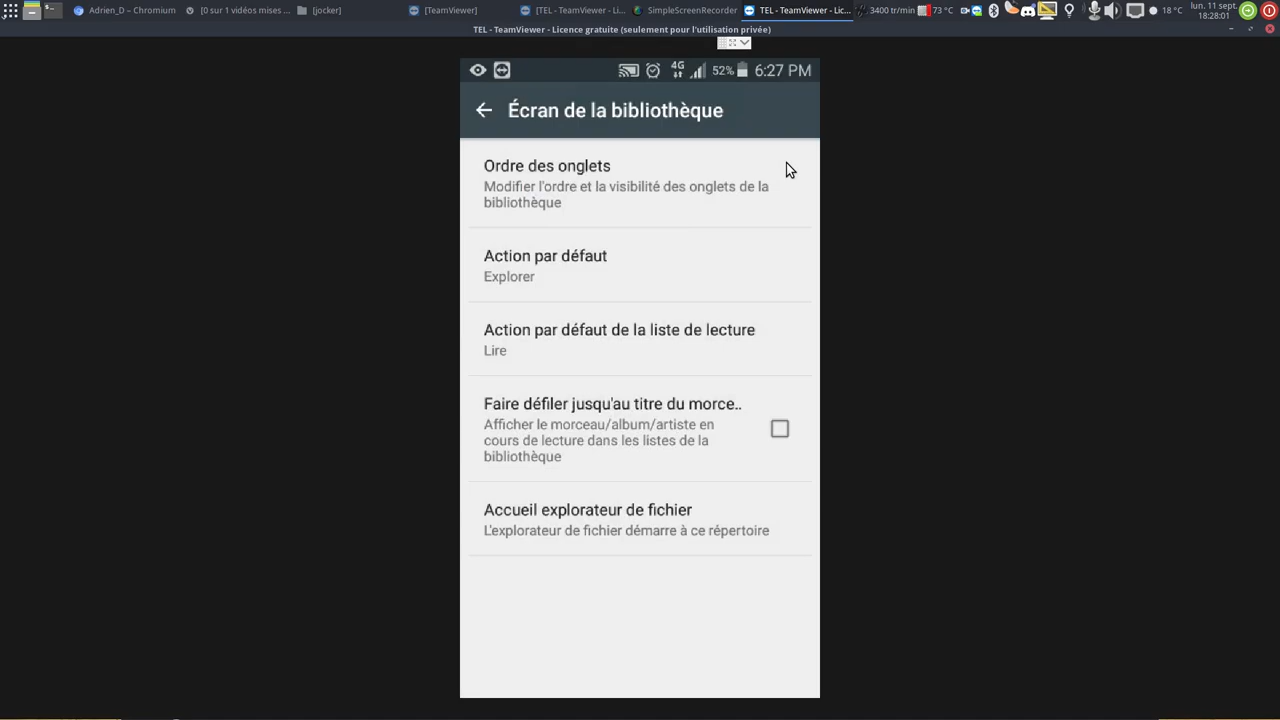 Adrien_D – Chromium
[0 sur 1 vidéos mises ...
[jocker]
[TeamViewer]
[TEL - TeamViewer - Li...
SimpleScreenRecorder
TEL - TeamViewer - Lic...
3400 tr/min
73 °C
18 °C
lun. 11 sept.
18:28:01
TEL - TeamViewer - Licence gratuite (seulement pour l'utilisation privée)
4G 52% 6:27 PM
Écran de la bibliothèque
Ordre des onglets
Modifier l'ordre et la visibilité des onglets de la
bibliothèque
Action par défaut
Explorer
Action par défaut de la liste de lecture
Lire
Faire défiler jusqu'au titre du morce..
Afficher le morceau/album/artiste en
cours de lecture dans les listes de la
bibliothèque
Accueil explorateur de fichier
L'explorateur de fichier démarre à ce répertoire